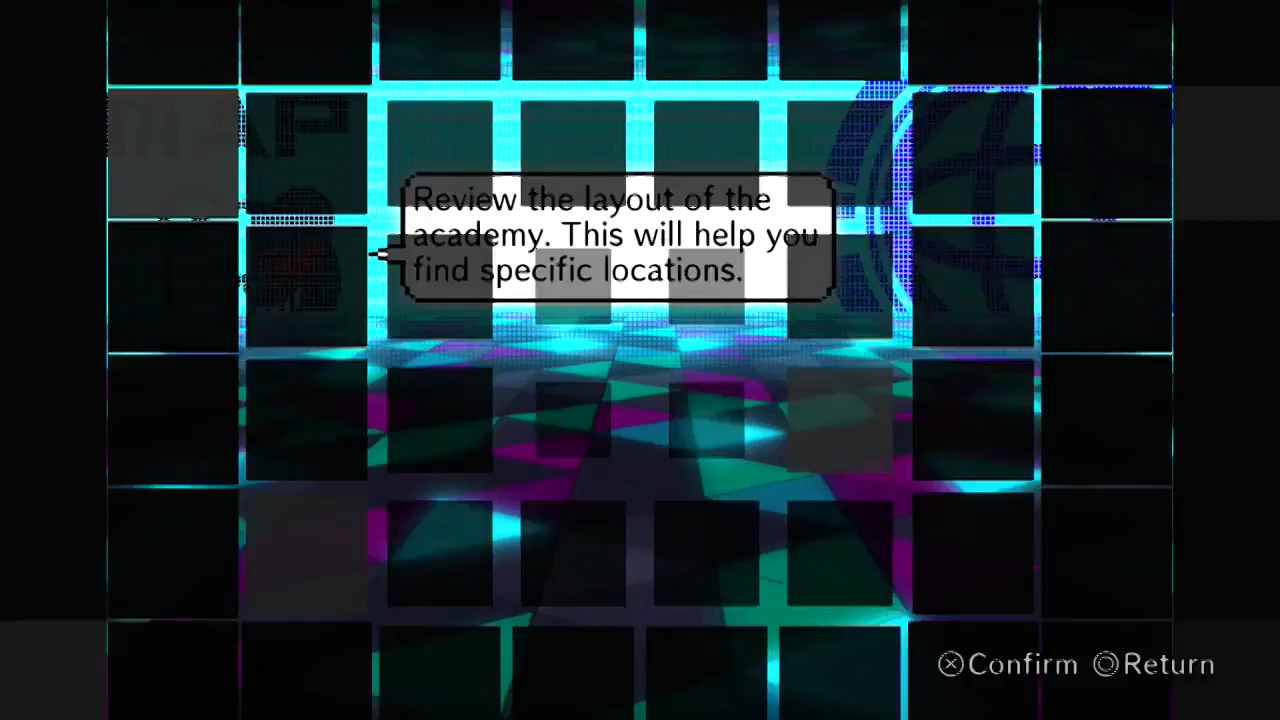 Review the layout of the
academy. This will help you
find specific locations.
Confirm Return